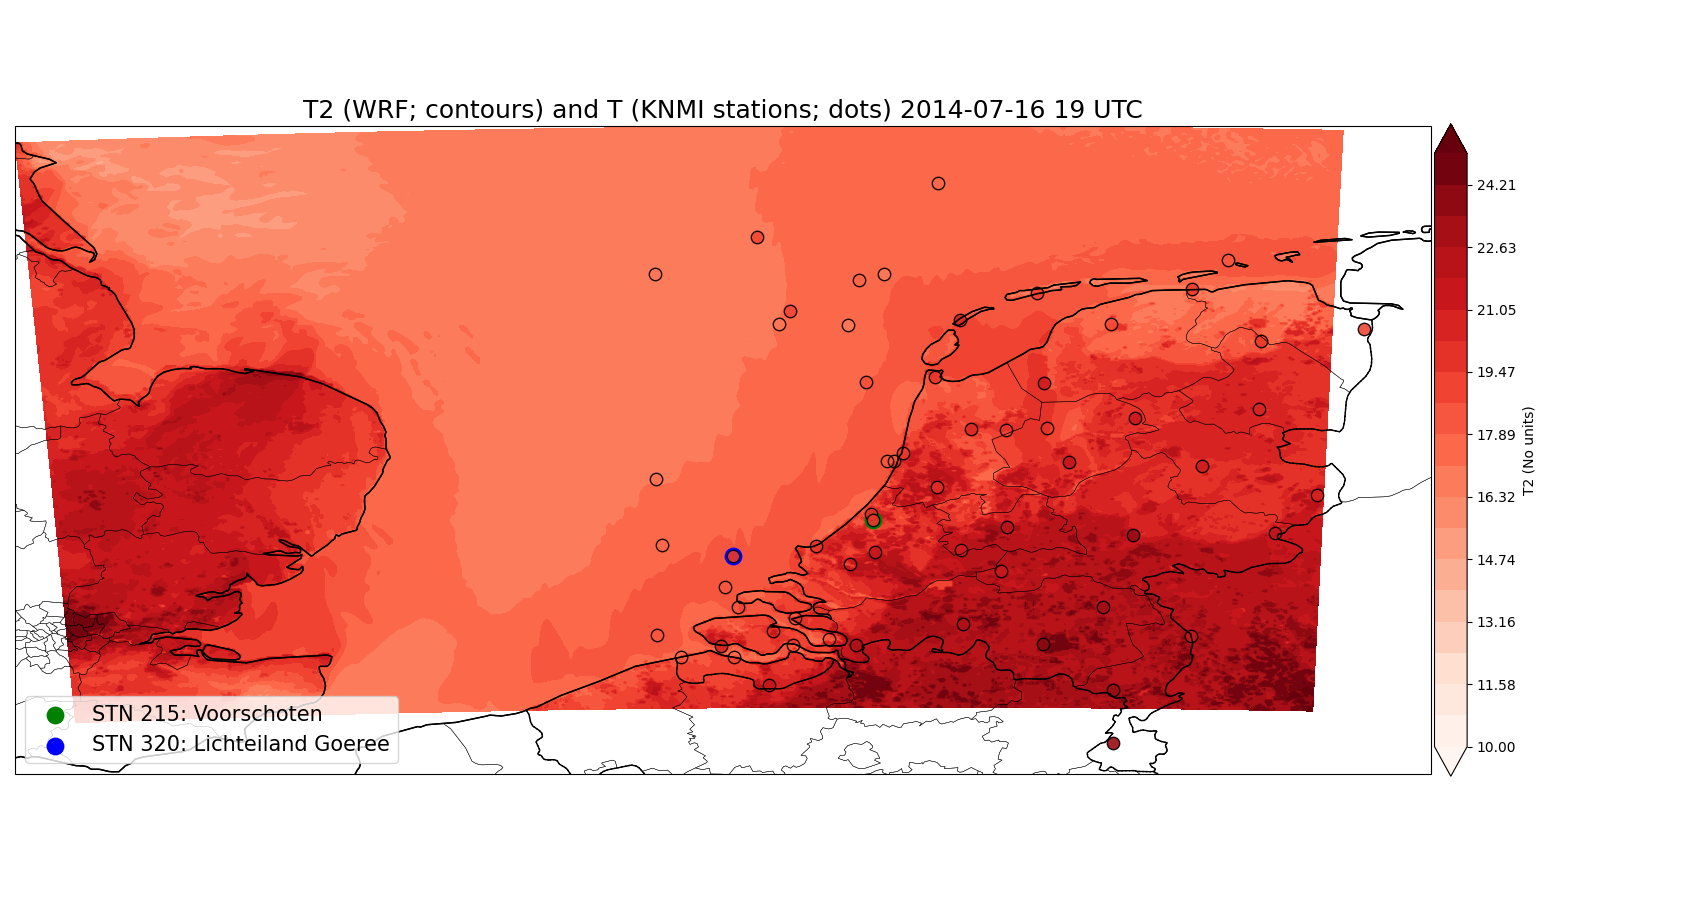 T2 (WRF; contours) and T (KNMI stations; dots) 2014-07-16 19 UTC
24.21
22.63
21.05
19.47
17.89
16.32
14.74
13.16
11.58
10.00
T2 (No units)
STN 215: Voorschoten
STN 320: Lichteiland Goeree